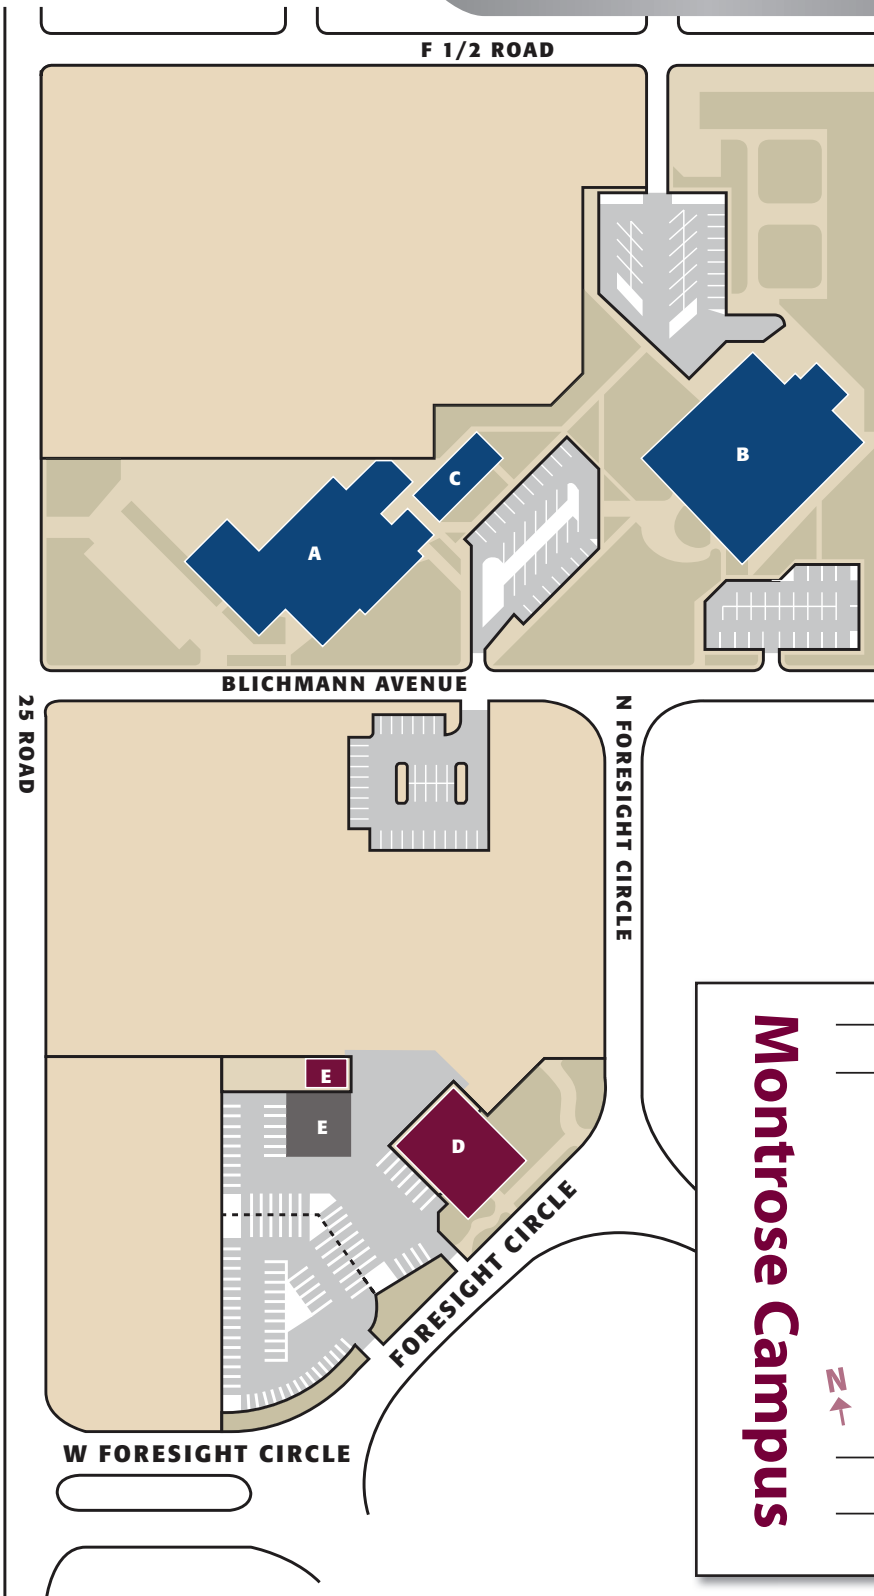 F 1/2 ROAD
B
C
A
BLICHMANN AVENUE
25 ROAD
N FORESIGHT CIRCLE
E
E
D
FORESIGHT CIRCLE
W FORESIGHT CIRCLE
Montrose Campus
N